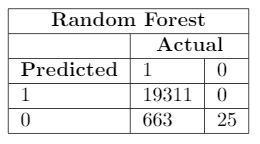 Random Forest
Actual
Predicted 1 0
1 19311 0
0 663 25